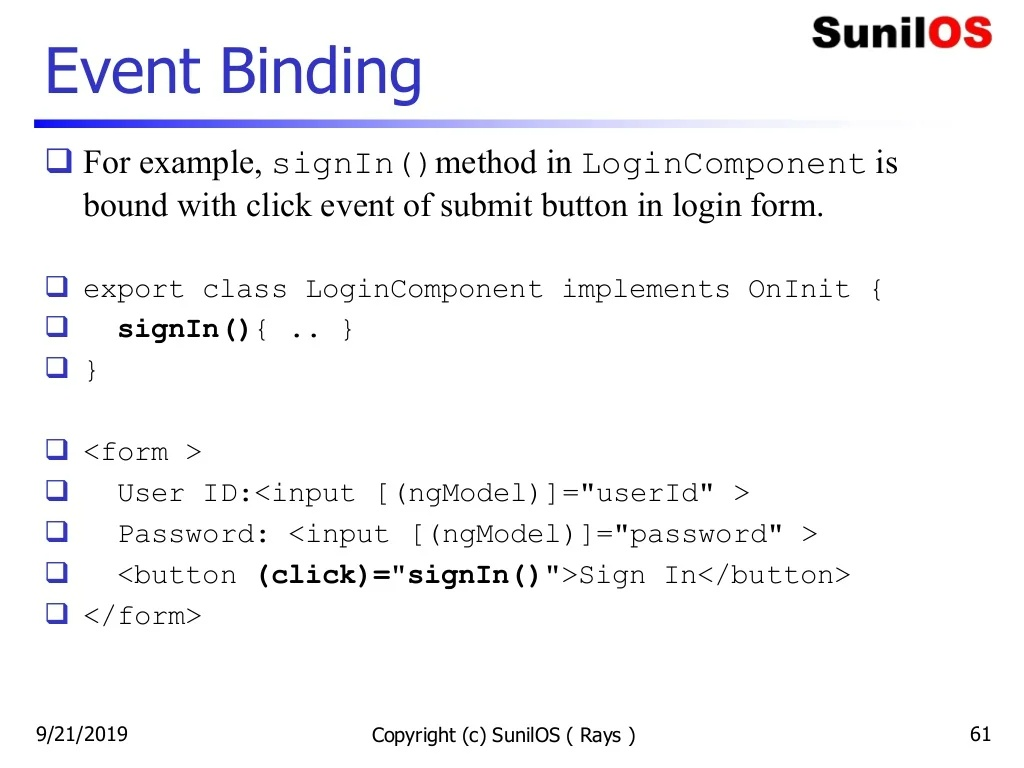 SunilOS
Event Binding
For example, signIn()method in LoginComponent is
bound with click event of submit button in login form.
export class LoginComponent implements OnInit {
signIn(){ .. }
}
<form >
User ID:<input [(ngModel)]="userId" >
Password: <input [(ngModel)]="password" >
<button (click)="signIn()">Sign In</button>
</form>
9/21/2019
Copyright (c) SunilOS ( Rays )
61